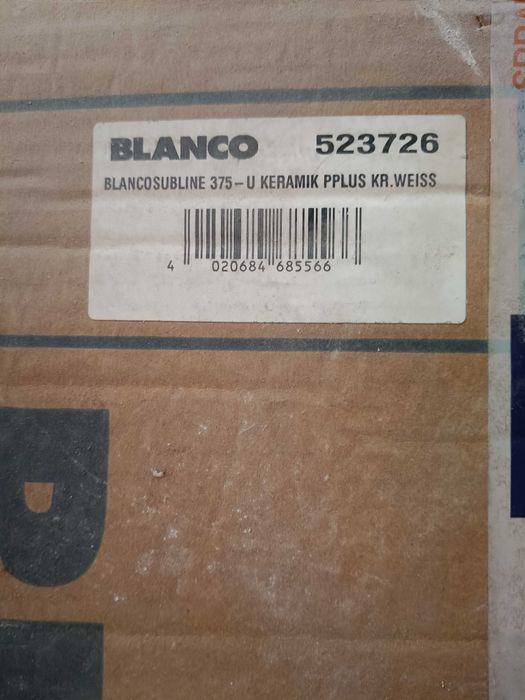 BLANCO 523726
BLANCOSUBLINE 375-U KERAMIK PPLUS KR.WEISS
4 020684 685566